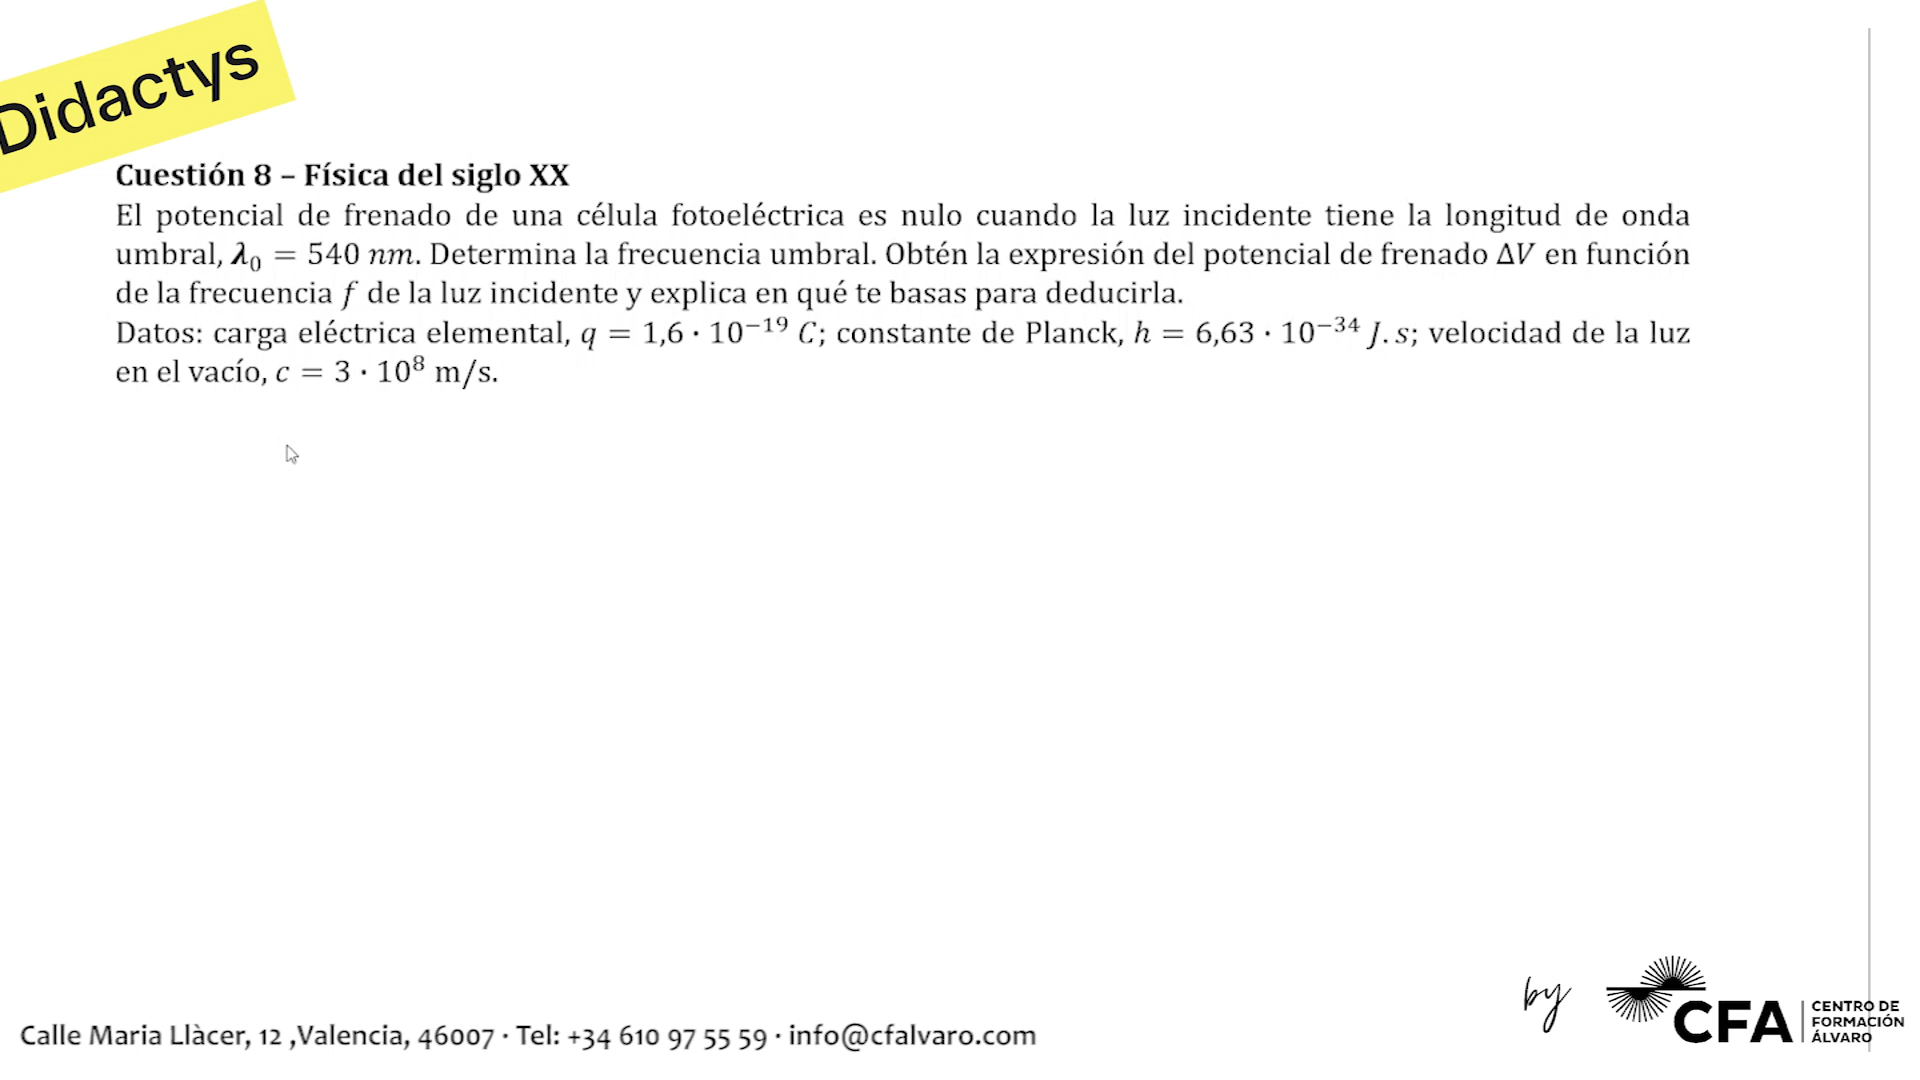 Didactys
Cuestión 8 – Física del siglo XX
El potencial de frenado de una célula fotoeléctrica es nulo cuando la luz incidente tiene la longitud de onda
umbral, λ₀ = 540 nm. Determina la frecuencia umbral. Obtén la expresión del potencial de frenado ΔV en función
de la frecuencia f de la luz incidente y explica en qué te basas para deducirla.
Datos: carga eléctrica elemental, q = 1,6 · 10⁻¹⁹ C; constante de Planck, h = 6,63 · 10⁻³⁴ J. s; velocidad de la luz
en el vacío, c = 3 · 10⁸ m/s.
by
CFA
CENTRO DE
FORMACIÓN
ÁLVARO
Calle Maria Llàcer, 12 ,Valencia, 46007 · Tel: +34 610 97 55 59 · info@cfalvaro.com